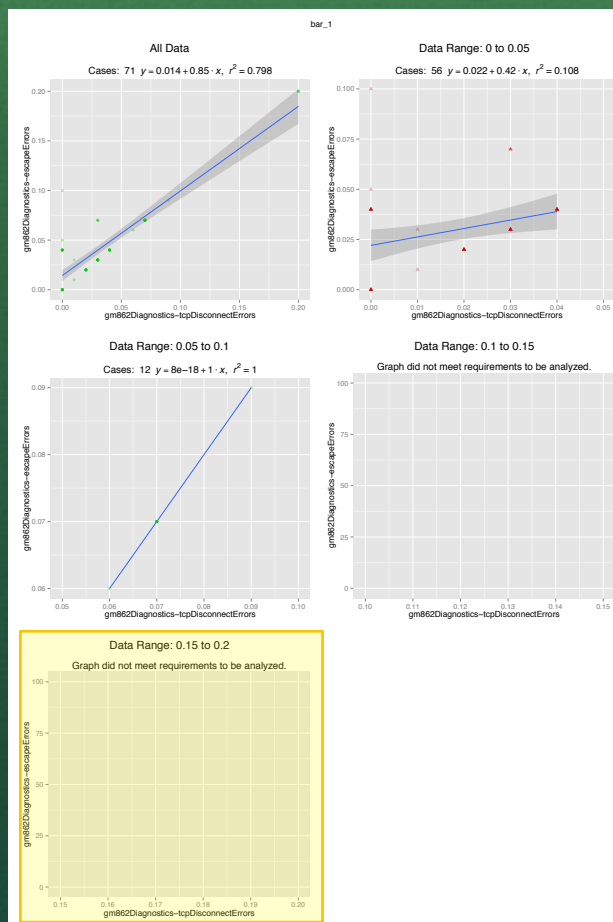 bar_1
All Data
Cases: 71 y = 0.014 + 0.85 · x, r² = 0.798
gm862Diagnostics−escapeErrors
0.20
0.15
0.10
0.05
0.00
0.00 0.05 0.10 0.15 0.20
gm862Diagnostics−tcpDisconnectErrors
Data Range: 0 to 0.05
Cases: 56 y = 0.022 + 0.42 · x, r² = 0.108
gm862Diagnostics−escapeErrors
0.100
0.075
0.050
0.025
0.000
0.00 0.01 0.02 0.03 0.04 0.05
gm862Diagnostics−tcpDisconnectErrors
Data Range: 0.05 to 0.1
Cases: 12 y = 8e−18 + 1 · x, r² = 1
gm862Diagnostics−escapeErrors
0.09
0.08
0.07
0.06
0.05 0.06 0.07 0.08 0.09 0.10
gm862Diagnostics−tcpDisconnectErrors
Data Range: 0.1 to 0.15
Graph did not meet requirements to be analyzed.
gm862Diagnostics−escapeErrors
100
75
50
25
0
0.10 0.11 0.12 0.13 0.14 0.15
gm862Diagnostics−tcpDisconnectErrors
Data Range: 0.15 to 0.2
Graph did not meet requirements to be analyzed.
gm862Diagnostics−escapeErrors
100
75
50
25
0
0.15 0.16 0.17 0.18 0.19 0.20
gm862Diagnostics−tcpDisconnectErrors